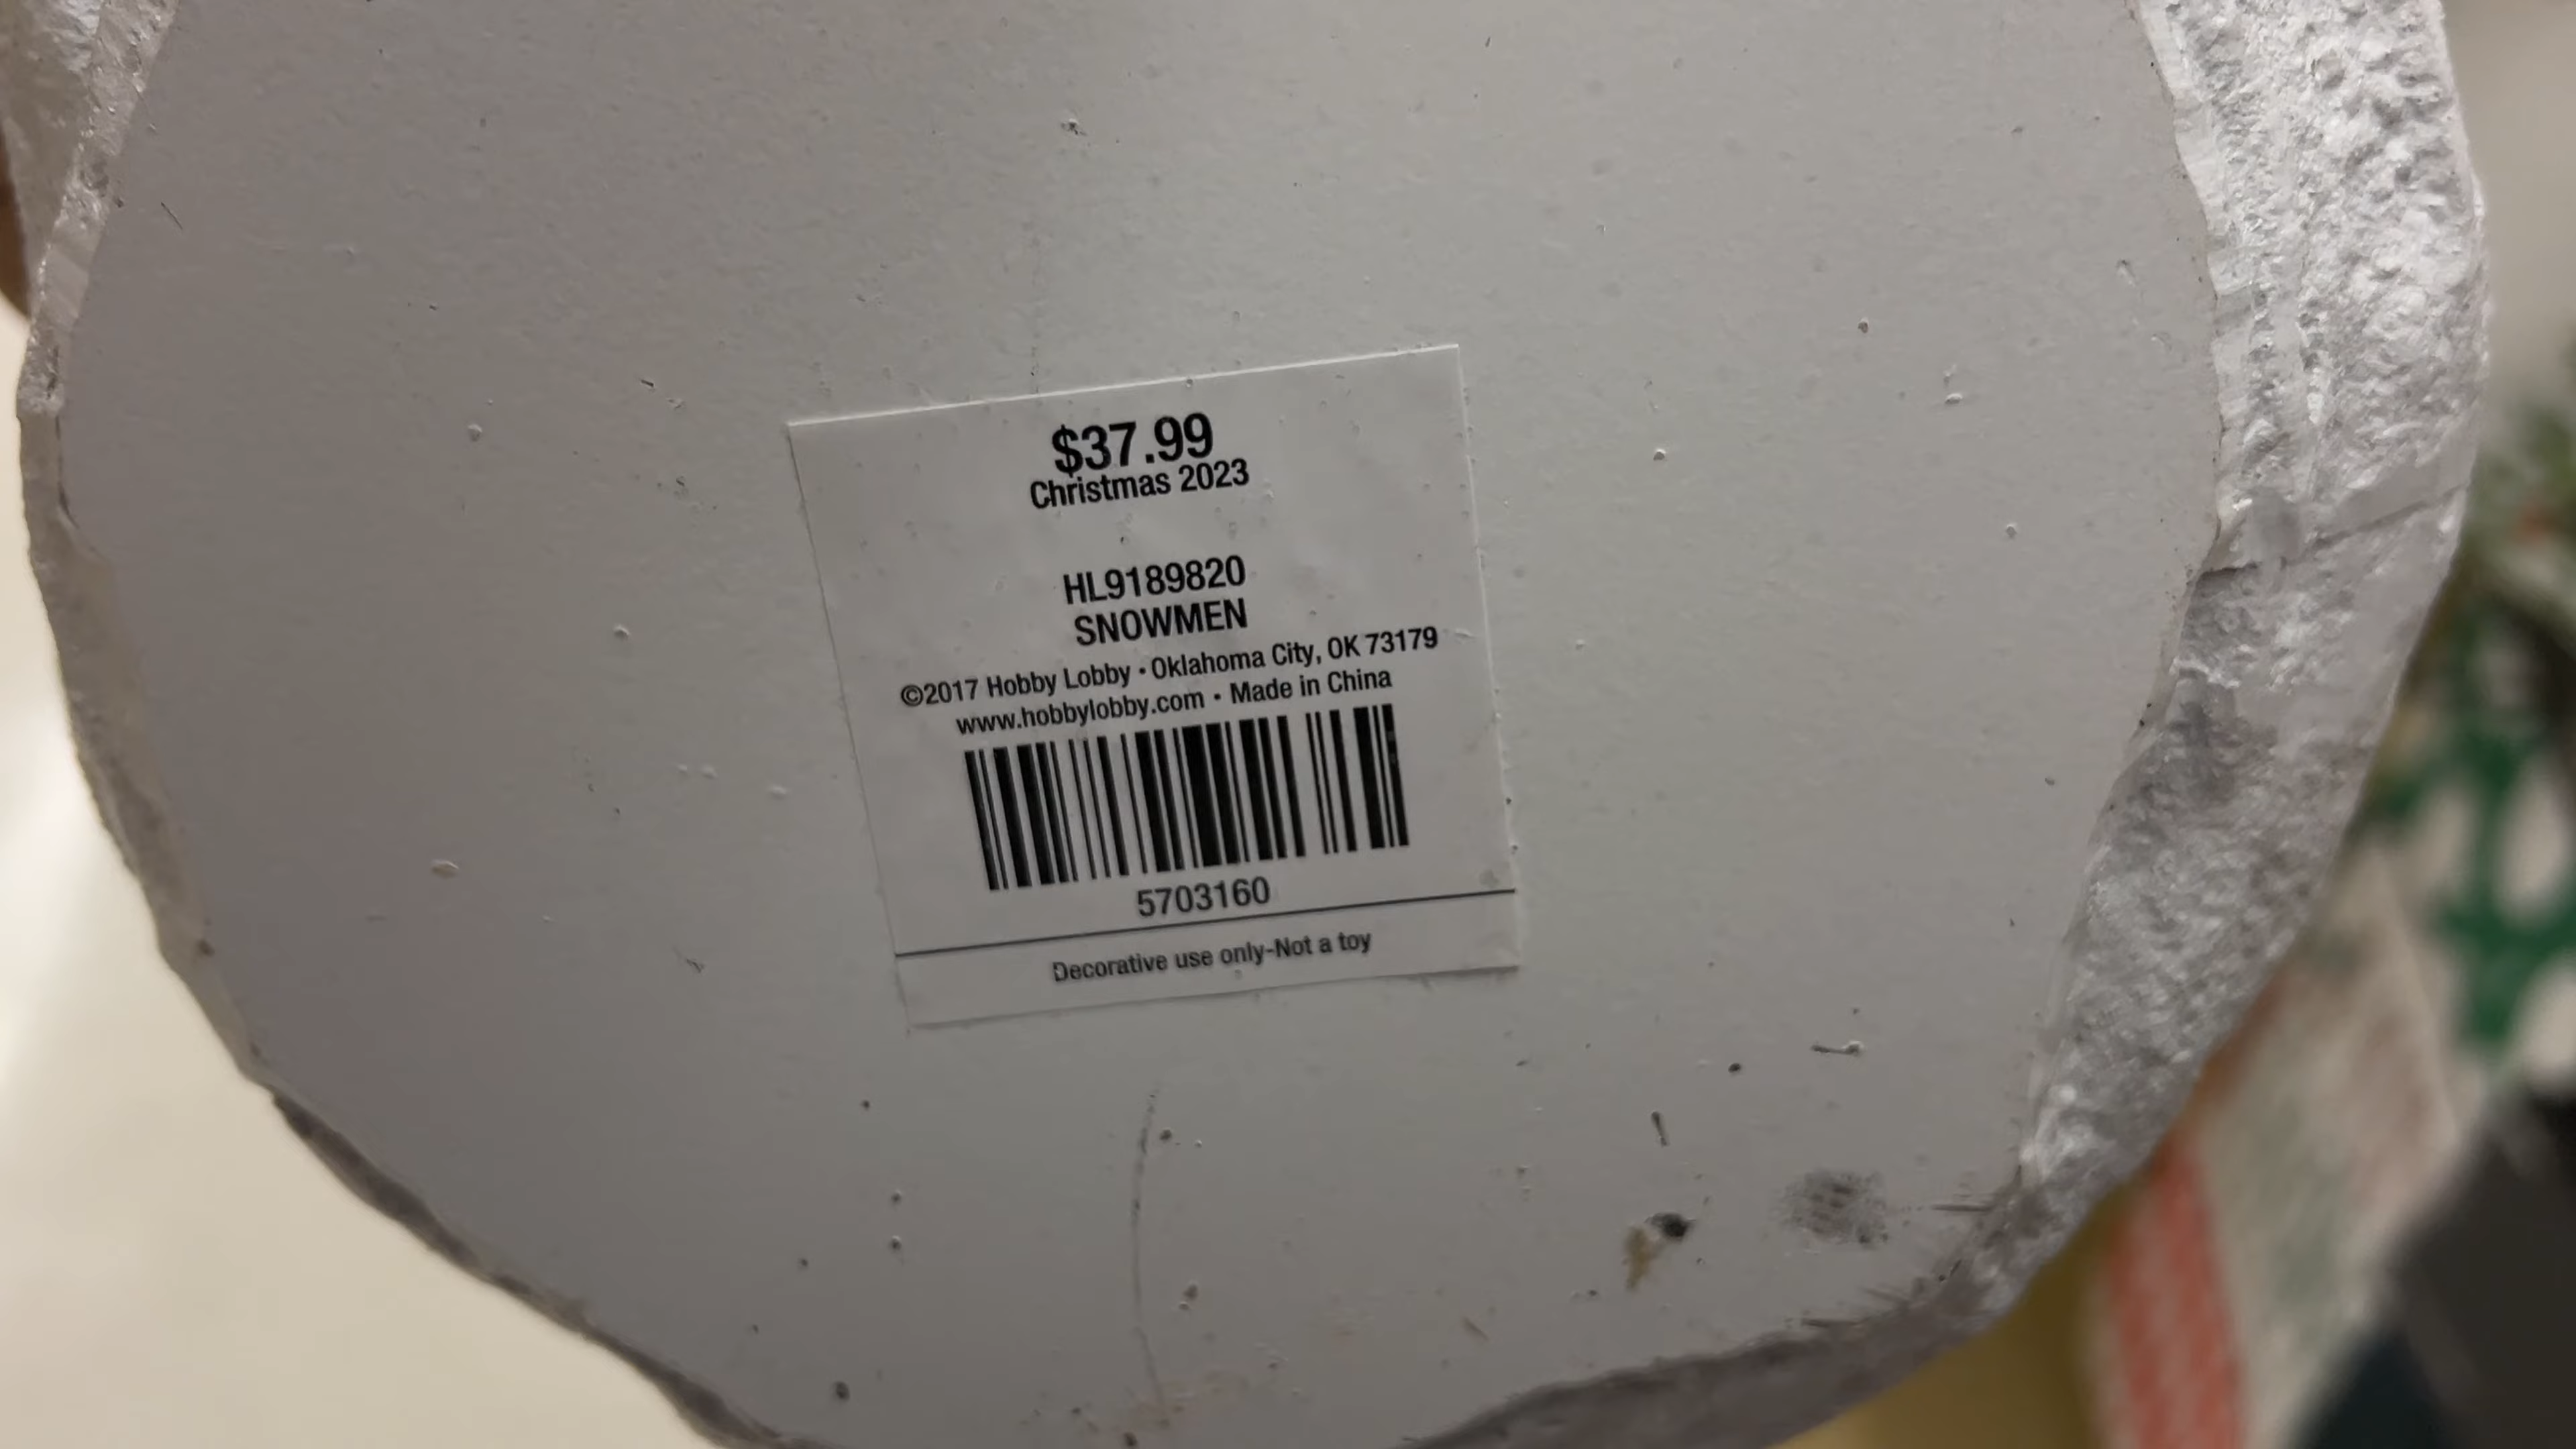 $37.99
Christmas 2023
HL9189820
SNOWMEN
©2017 Hobby Lobby • Oklahoma City, OK 73179
www.hobbylobby.com • Made in China
5703160
Decorative use only-Not a toy